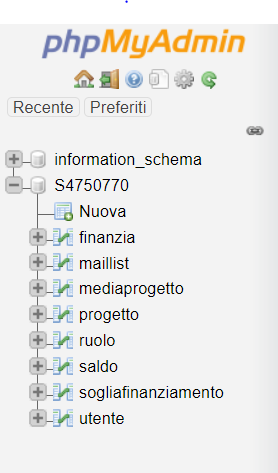 phpMyAdmin
Recente Preferiti
information_schema
S4750770
Nuova
finanzia
maillist
mediaprogetto
progetto
ruolo
saldo
sogliafinanziamento
utente